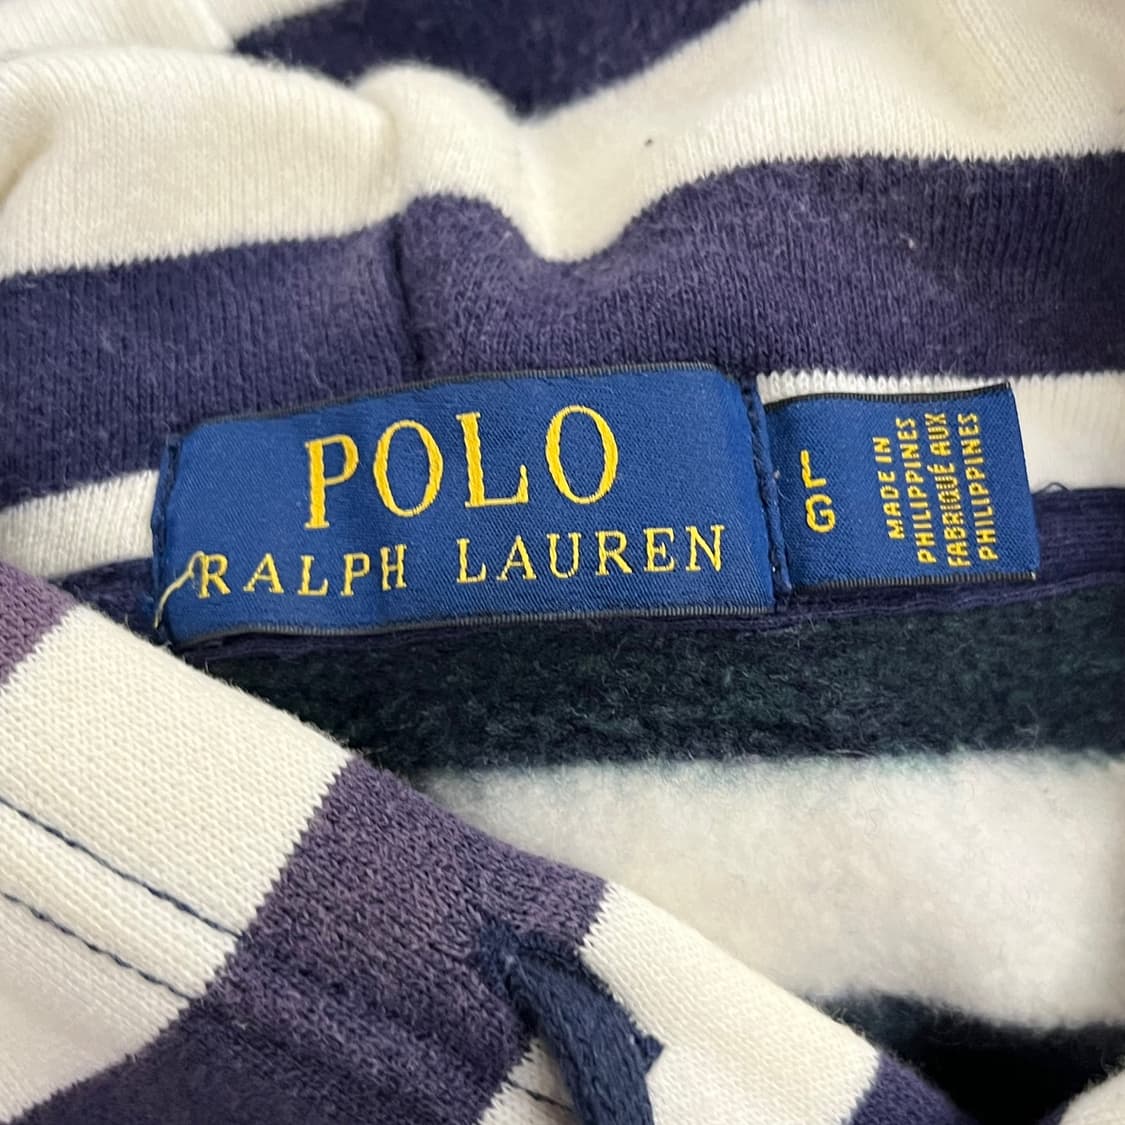 POLO
RALPH LAUREN
L
G
MADE IN
PHILIPPINES
FABRIQUÉ AUX
PHILIPPINES